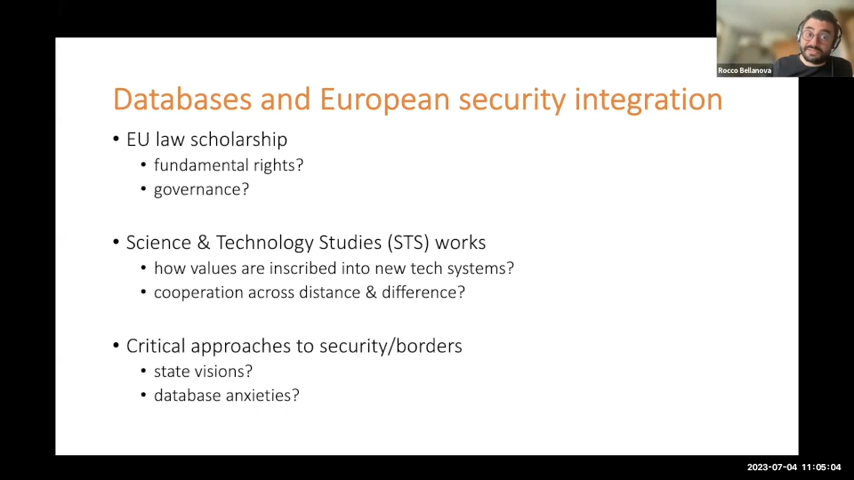 Rocco Bellanova
Databases and European security integration
• EU law scholarship
• fundamental rights?
• governance?
• Science & Technology Studies (STS) works
• how values are inscribed into new tech systems?
• cooperation across distance & difference?
• Critical approaches to security/borders
• state visions?
• database anxieties?
2023-07-04 11:05:04